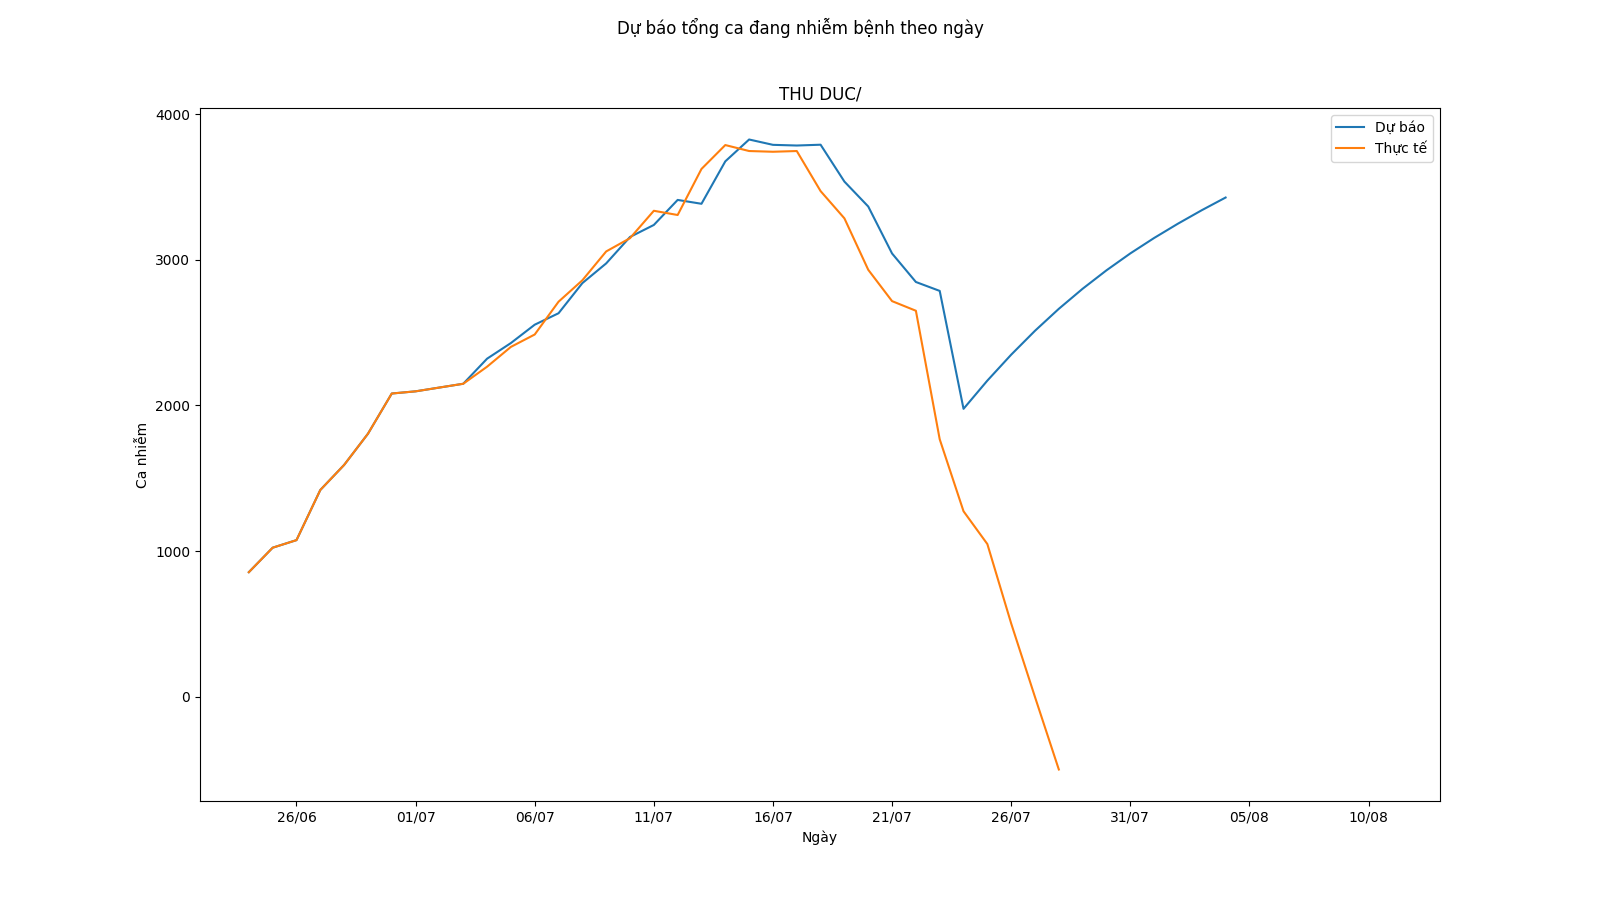 Dự báo tổng ca đang nhiễm bệnh theo ngày
THU DUC/
4000
3000
2000
1000
0
Ca nhiễm
Dự báo
Thực tế
26/06 01/07 06/07 11/07 16/07 21/07 26/07 31/07 05/08 10/08
Ngày